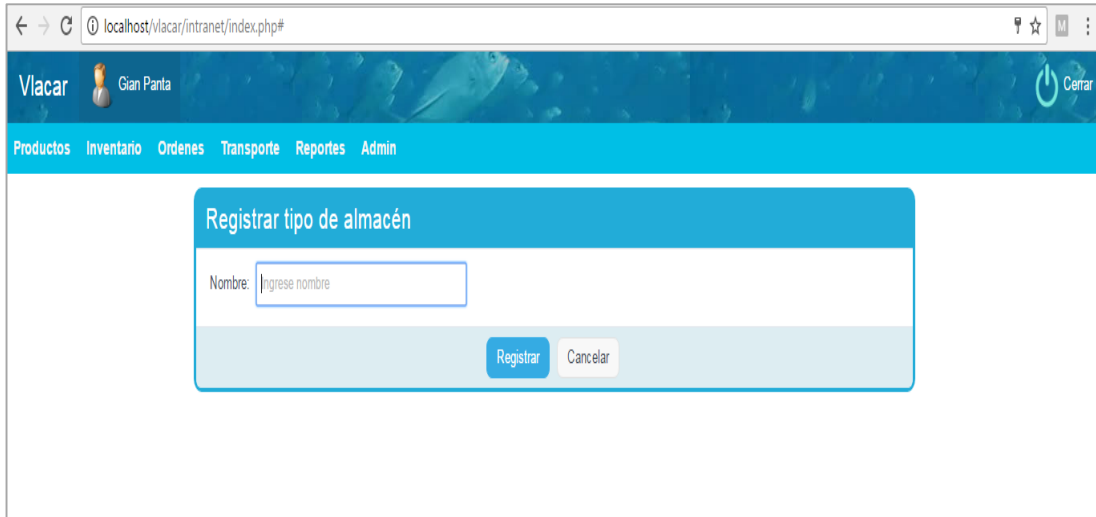 localhost/vlacar/intranet/index.php#
M
Vlacar Gian Panta Cerrar
Productos Inventario Ordenes Transporte Reportes Admin
Registrar tipo de almacén
Nombre: Ingrese nombre
Registrar Cancelar